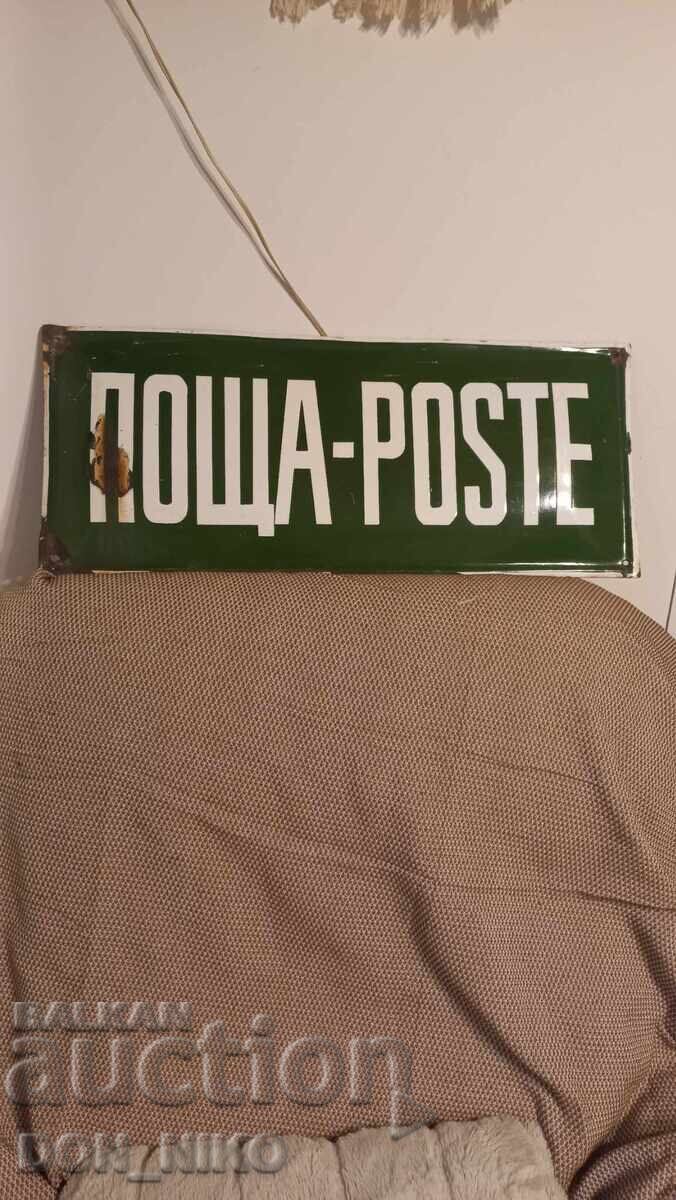 ПОЩА-POSTE
BALKAN
auction
DON_NIKO